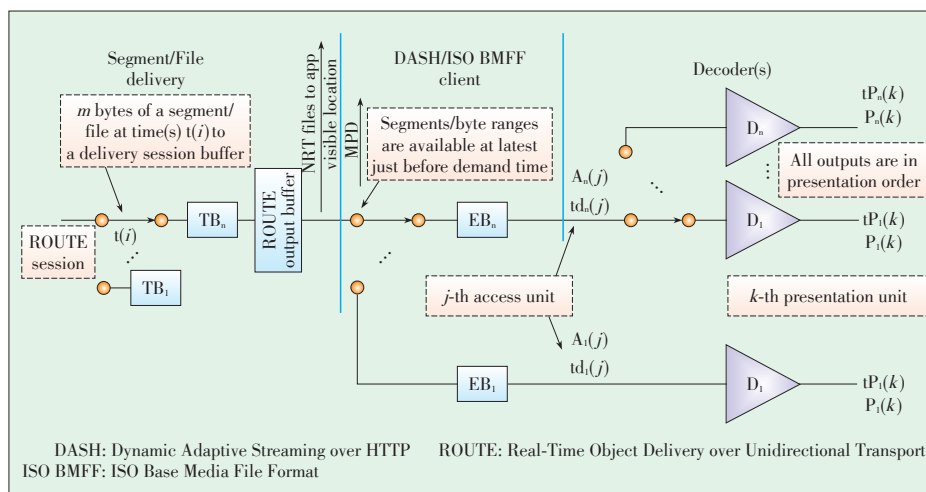 Segment/File
delivery
m bytes of a segment/
file at time(s) t(i) to
a delivery session buffer
NRT files to app
visible location
MPD
DASH/ISO BMFF
client
Segments/byte ranges
are available at latest
just before demand time
Decoder(s)
Dₙ
tPₙ(k)
Pₙ(k)
All outputs are in
presentation order
ROUTE
session
t(i)
TBₙ
TB₁
ROUTE
output buffer
EBₙ
Aₙ(j)
tdₙ(j)
D₁
tP₁(k)
P₁(k)
j-th access unit
k-th presentation unit
A₁(j)
td₁(j)
EB₁
D₁
tP₁(k)
P₁(k)
DASH: Dynamic Adaptive Streaming over HTTP
ROUTE: Real-Time Object Delivery over Unidirectional Transport
ISO BMFF: ISO Base Media File Format